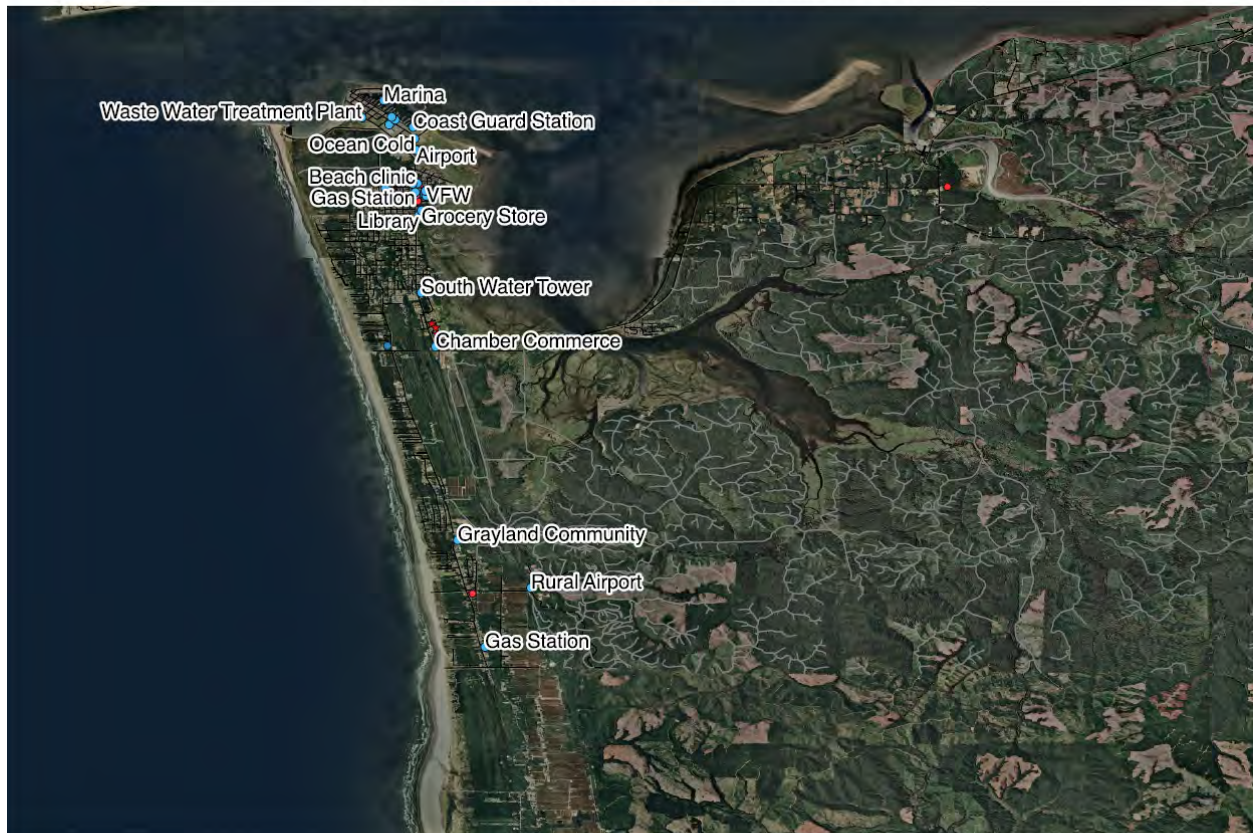 Marina
Waste Water Treatment Plant
Coast Guard Station
Ocean Cold
Airport
Beach clinic
Gas Station
VFW
Library
Grocery Store
South Water Tower
Chamber Commerce
Grayland Community
Rural Airport
Gas Station